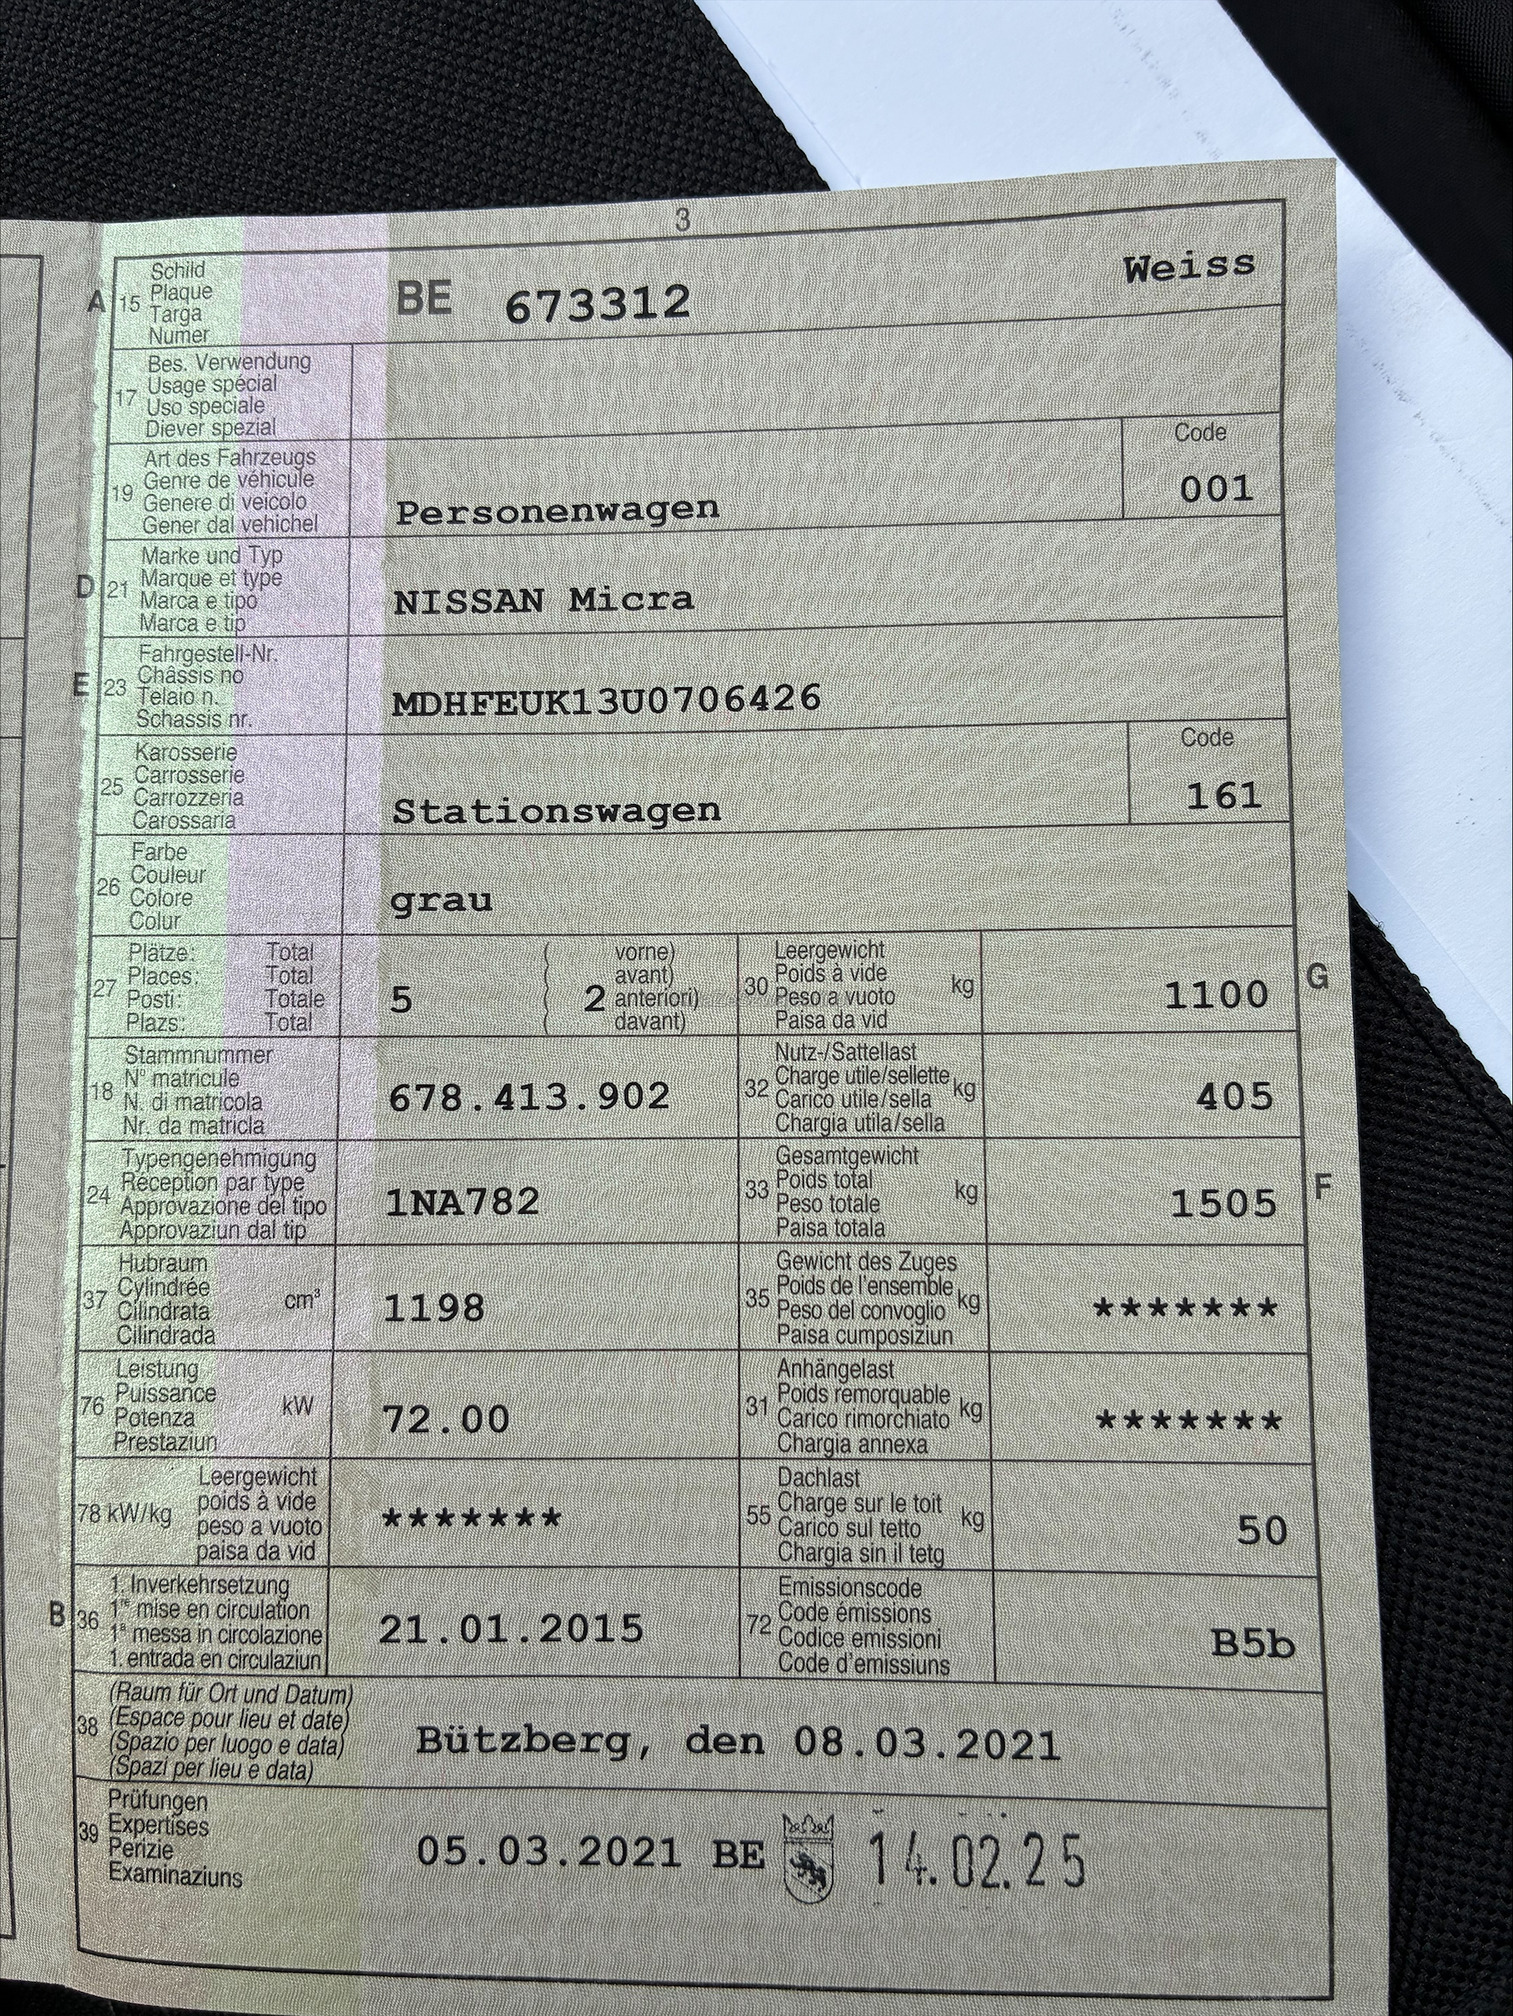 3
A 15 Schild
Plaque
Targa
Numer
BE 673312 Weiss
17 Bes. Verwendung
Usage spécial
Uso speciale
Diever spezial
19 Art des Fahrzeugs
Genre de véhicule
Genere di veicolo
Gener dal vehichel
Personenwagen
Code
001
D 21 Marke und Typ
Marque et type
Marca e tipo
Marca e tip
NISSAN Micra
E 23 Fahrgestell-Nr.
Châssis no
Telaio n.
Schassis nr.
MDHFEUK13U0706426
25 Karosserie
Carrosserie
Carrozzeria
Carossaria
Stationswagen
Code
161
26 Farbe
Couleur
Colore
Colur
grau
27 Plätze: Total
Places: Total
Posti: Totale
Plazs: Total
5 ( 2 vorne)
avant)
anteriori)
davant)
30 Leergewicht
Poids à vide
Peso a vuoto
Paisa da vid
kg
1100 G
18 Stammnummer
N° matricule
N. di matricola
Nr. da matricla
678.413.902
32 Nutz-/Sattellast
Charge utile/sellette
Carico utile/sella
Chargia utila/sella
kg
405
24 Typengenehmigung
Réception par type
Approvazione del tipo
Approvaziun dal tip
1NA782
33 Gesamtgewicht
Poids total
Peso totale
Paisa totala
kg
1505 F
37 Hubraum
Cylindrée
Cilindrata
Cilindrada
cm³
1198
35 Gewicht des Zuges
Poids de l'ensemble
Peso del convoglio
Paisa cumposiziun
kg
*******
76 Leistung
Puissance
Potenza
Prestaziun
kW
72.00
31 Anhängelast
Poids remorquable
Carico rimorchiato
Chargia annexa
kg
*******
78 kW/kg Leergewicht
poids à vide
peso a vuoto
paisa da vid
*******
55 Dachlast
Charge sur le toit
Carico sul tetto
Chargia sin il tetg
kg
50
B 36 1. Inverkehrsetzung
1re mise en circulation
1a messa in circolazione
1. entrada en circulaziun
21.01.2015
72 Emissionscode
Code émissions
Codice emissioni
Code d'emissiuns
B5b
38 (Raum für Ort und Datum)
(Espace pour lieu et date)
(Spazio per luogo e data)
(Spazi per lieu e data)
Bützberg, den 08.03.2021
39 Prüfungen
Expertises
Perizie
Examinaziuns
05.03.2021 BE 14.02.25